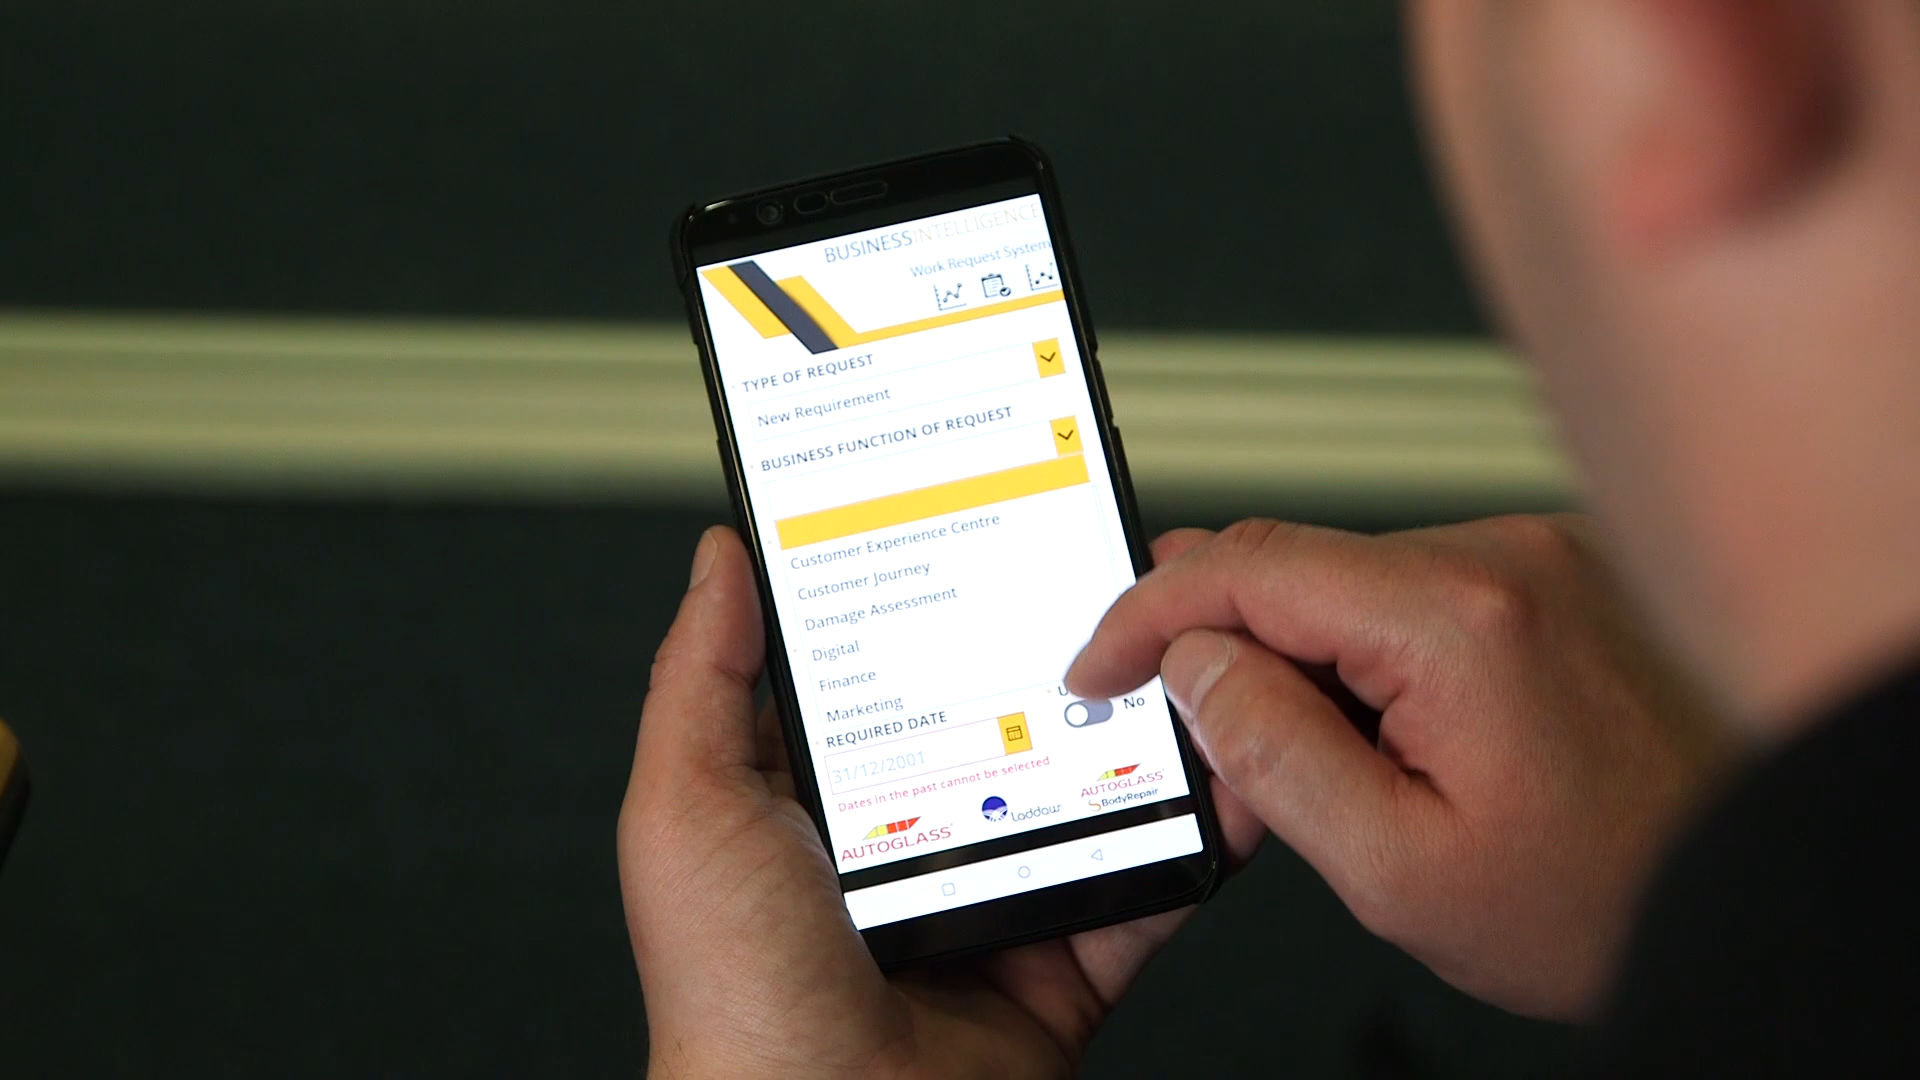 BUSINESSINTELLIGENCE
Work Request System
* TYPE OF REQUEST
New Requirement
* BUSINESS FUNCTION OF REQUEST
Customer Experience Centre
Customer Journey
Damage Assessment
Digital
Finance
Marketing
* REQUIRED DATE
No
31/12/2001
Dates in the past cannot be selected
AUTOGLASS®
Laddaw
AUTOGLASS®
BodyRepair